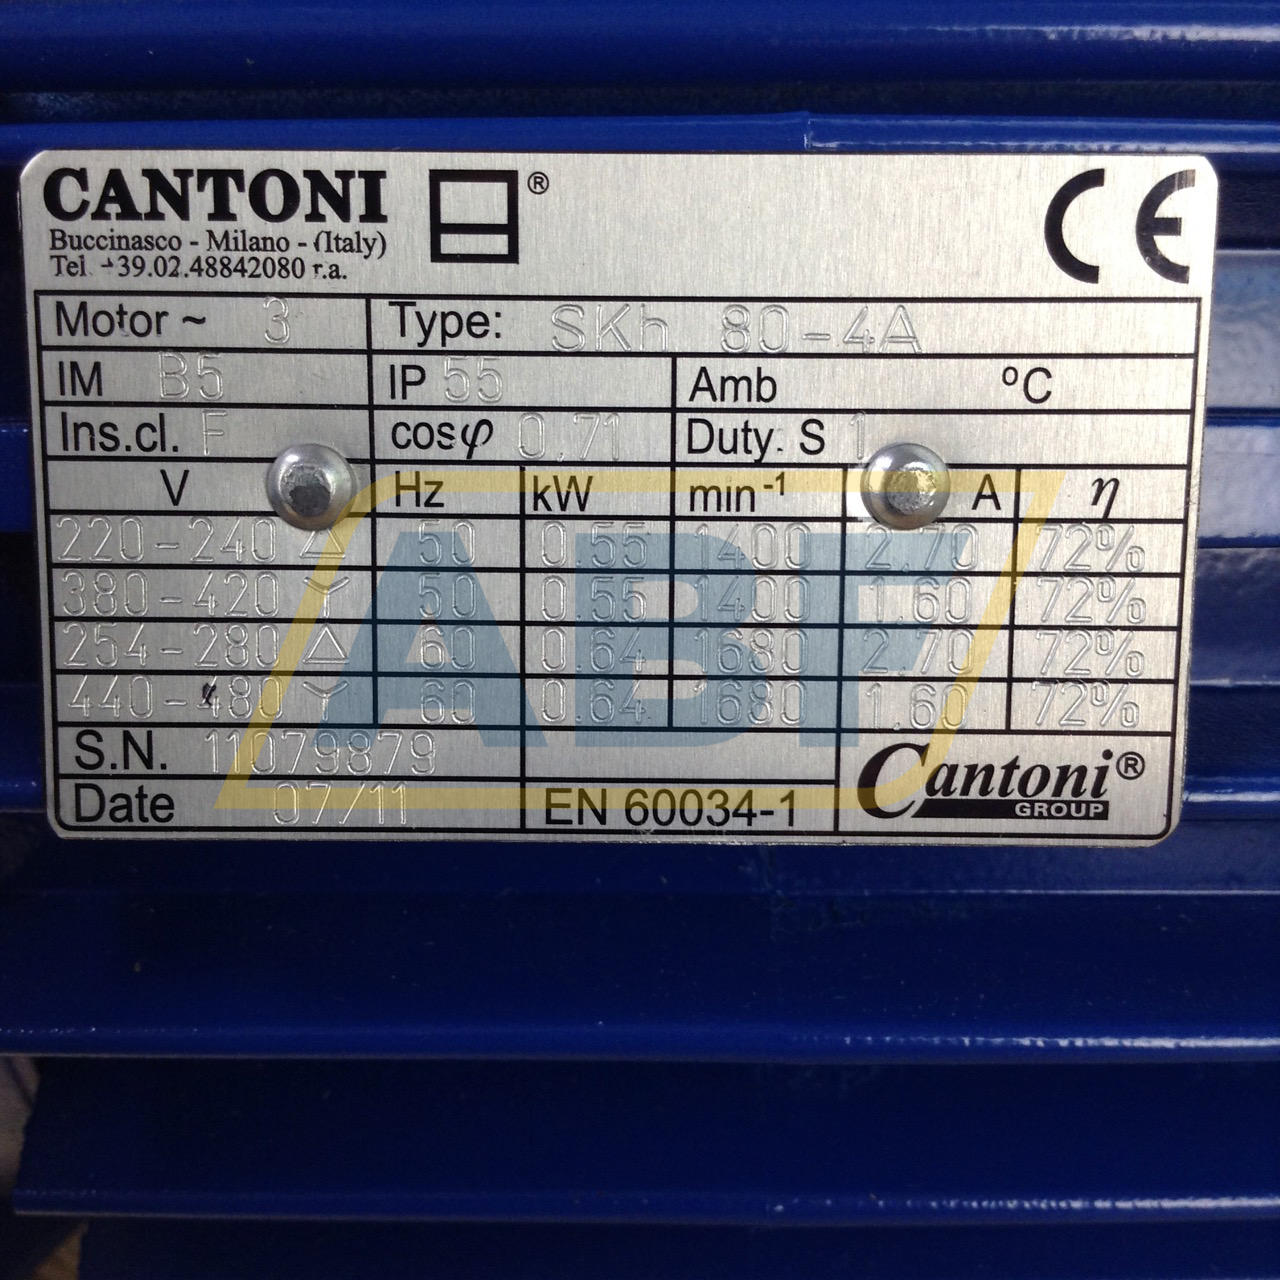 CANTONI ®
Buccinasco - Milano - (Italy)
Tel. +39.02.48842080 r.a.
CE
Motor ~ 3 Type: SKh 80-4A
IM B5 IP 55 Amb °C
Ins.cl. F cosφ 0.71 Duty. S 1
V Hz kW min⁻¹ A η
220-240 △ 50 0.55 1400 2.70 72%
380-420 Y 50 0.55 1400 1.60 72%
254-280 △ 60 0.64 1680 2.70 72%
440-480 Y 60 0.64 1680 1.60 72%
S.N. 11079879
Date 07/11 EN 60034-1
Cantoni®
GROUP
ABF